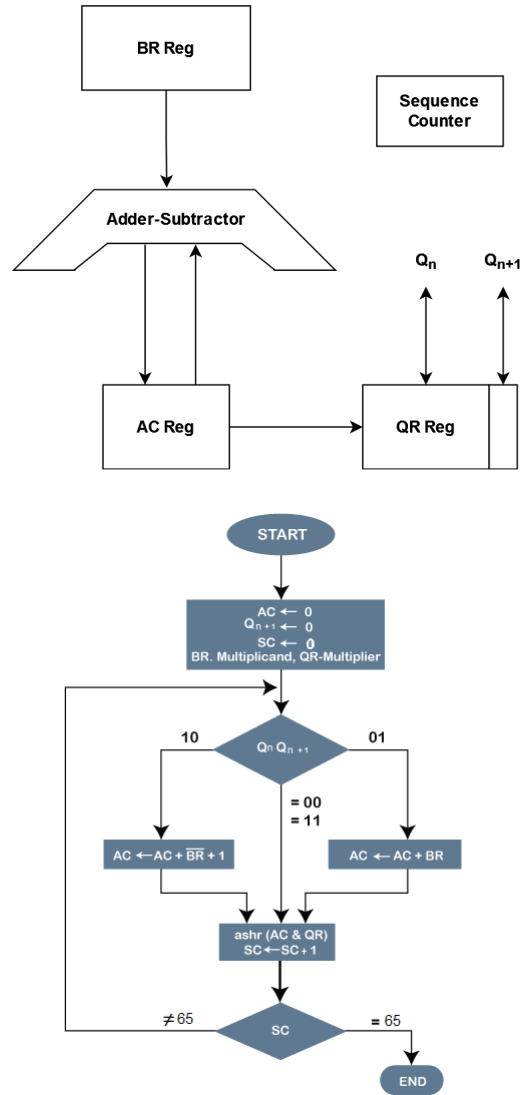 BR Reg
Sequence
Counter
Adder-Subtractor
Qn
Qn+1
AC Reg
QR Reg
START
AC ← 0
Qn+1 ← 0
SC ← 0
BR. Multiplicand, QR-Multiplier
10
Qn Qn+1
01
= 00
= 11
AC ← AC + B̅R̅ + 1
AC ← AC + BR
ashr (AC & QR)
SC ← SC + 1
≠ 65
SC
= 65
END